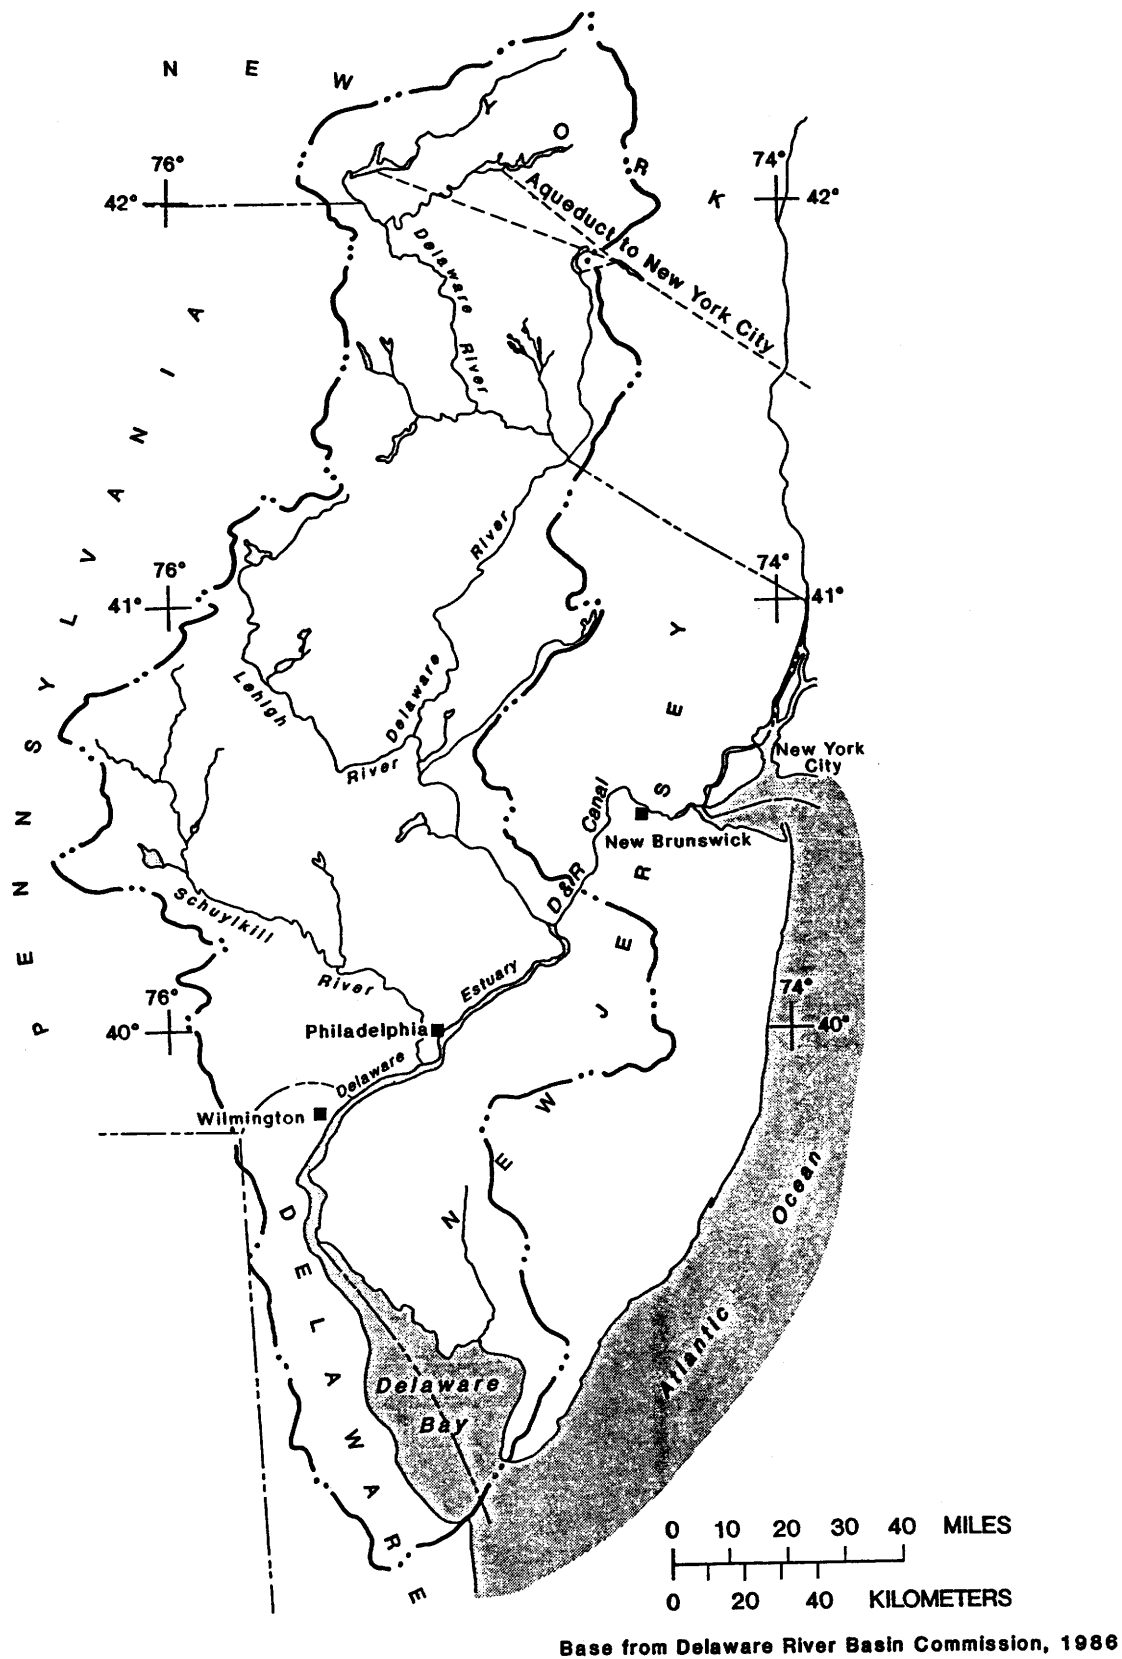 N E W Y O R K
76°
42°
74°
42°
Aqueduct to New York City
Delaware
River
P E N N S Y L V A N I A
River
76°
41°
74°
41°
Delaware
Lehigh
River
New York
City
Canal
New Brunswick
D & R
N E W J E R S E Y
Schuylkill
River
Estuary
76°
40°
74°
40°
Philadelphia
Delaware
Wilmington
Ocean
Atlantic
D E L A W A R E
Delaware
Bay
0 10 20 30 40 MILES
0 20 40 KILOMETERS
Base from Delaware River Basin Commission, 1986